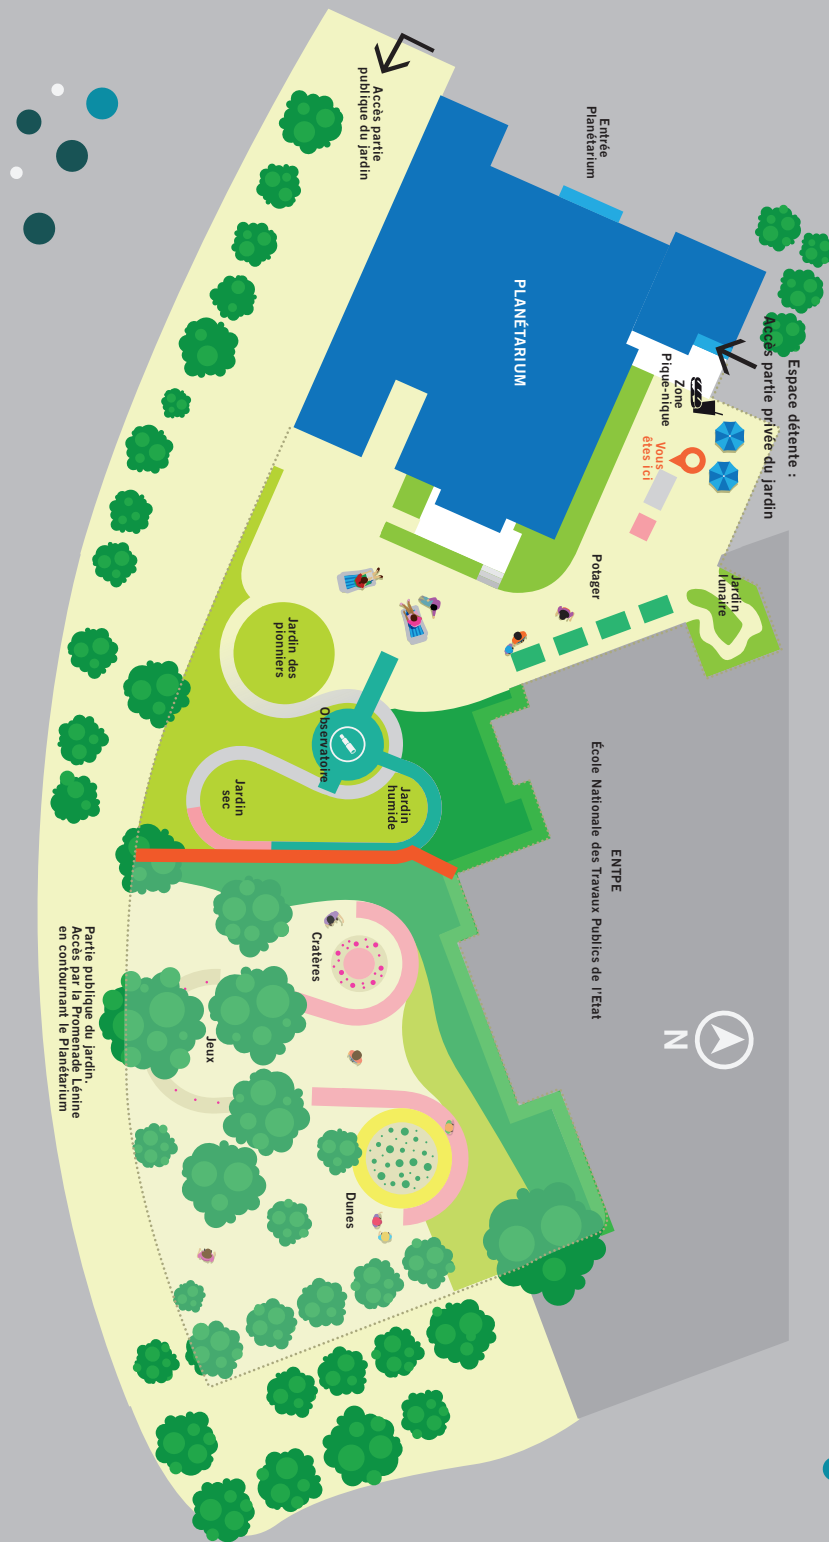 Accès partie
publique du jardin
Entrée
Planétarium
PLANÉTARIUM
Espace détente :
Accès partie privée du jardin
Zone
Pique-nique
Vous
êtes ici
Potager
Jardin
lunaire
Jardin des
pionniers
Observatoire
Jardin
humide
Jardin
sec
ENTPE
École Nationale des Travaux Publics de l'Etat
N
Cratères
Jeux
Dunes
Partie publique du jardin.
Accès par la Promenade Lénine
en contournant le Planétarium